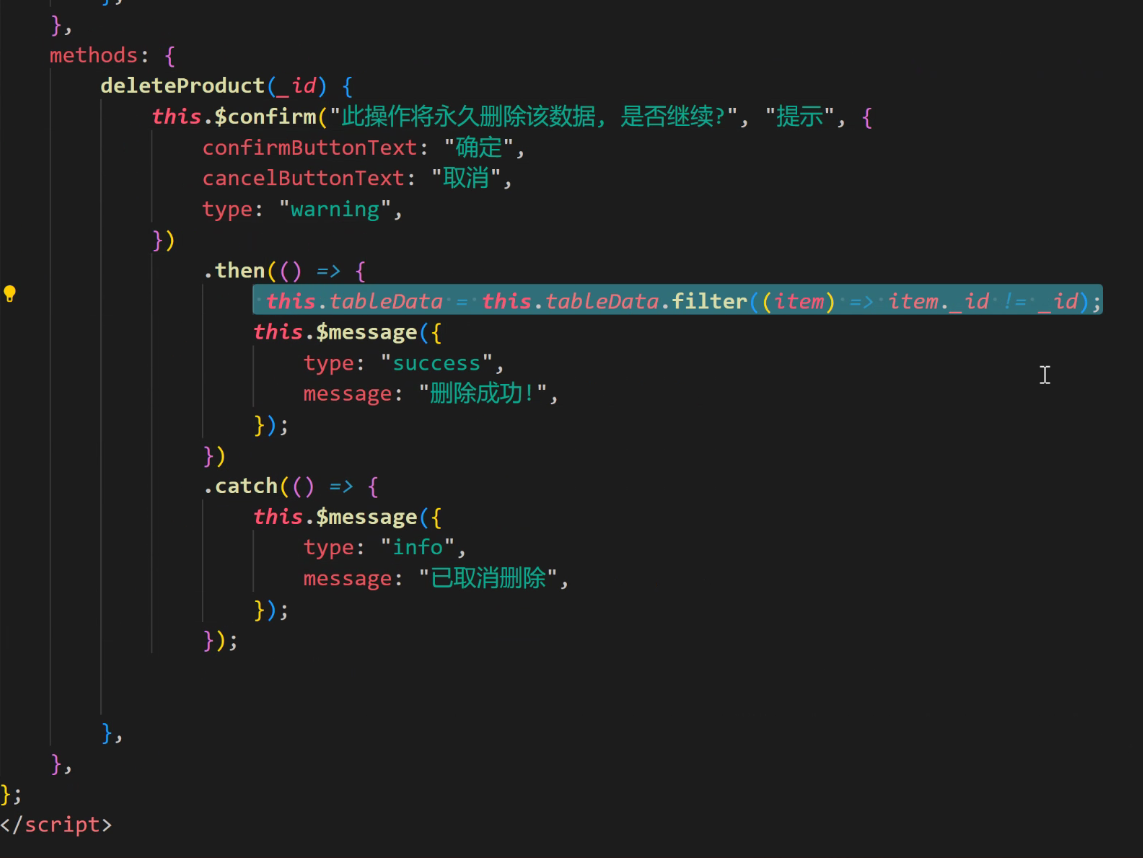 },
},
methods: {
deleteProduct(_id) {
this.$confirm("此操作将永久删除该数据, 是否继续?", "提示", {
confirmButtonText: "确定",
cancelButtonText: "取消",
type: "warning",
})
.then(() => {
this.tableData = this.tableData.filter((item) => item._id != _id);
this.$message({
type: "success",
message: "删除成功!",
});
})
.catch(() => {
this.$message({
type: "info",
message: "已取消删除",
});
});
},
},
};
</script>